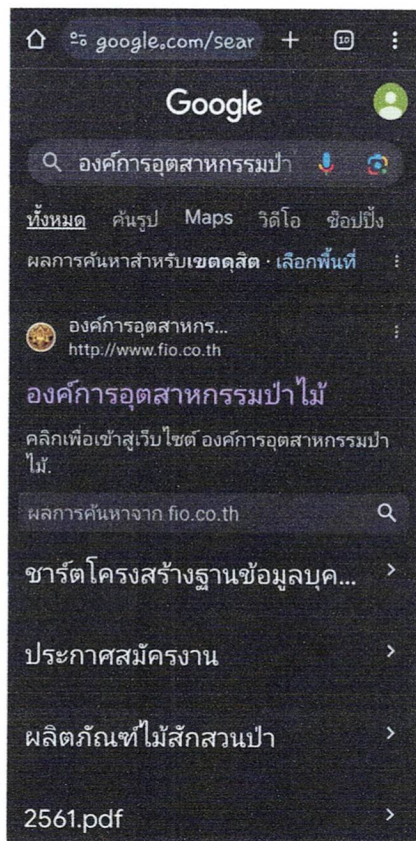 google.com/sear
10
Google
องค์การอุตสาหกรรมป่า
ทั้งหมด ค้นรูป Maps วิดีโอ ช้อปปิ้ง
ผลการค้นหาสำหรับเขตดุสิต · เลือกพื้นที่
องค์การอุตสาหกร...
http://www.fio.co.th
องค์การอุตสาหกรรมป่าไม้
คลิกเพื่อเข้าสู่เว็บไซต์ องค์การอุตสาหกรรมป่า
ไม้.
ผลการค้นหาจาก fio.co.th
ชาร์ตโครงสร้างฐานข้อมูลบุค...
ประกาศสมัครงาน
ผลิตภัณฑ์ไม้สักสวนป่า
2561.pdf